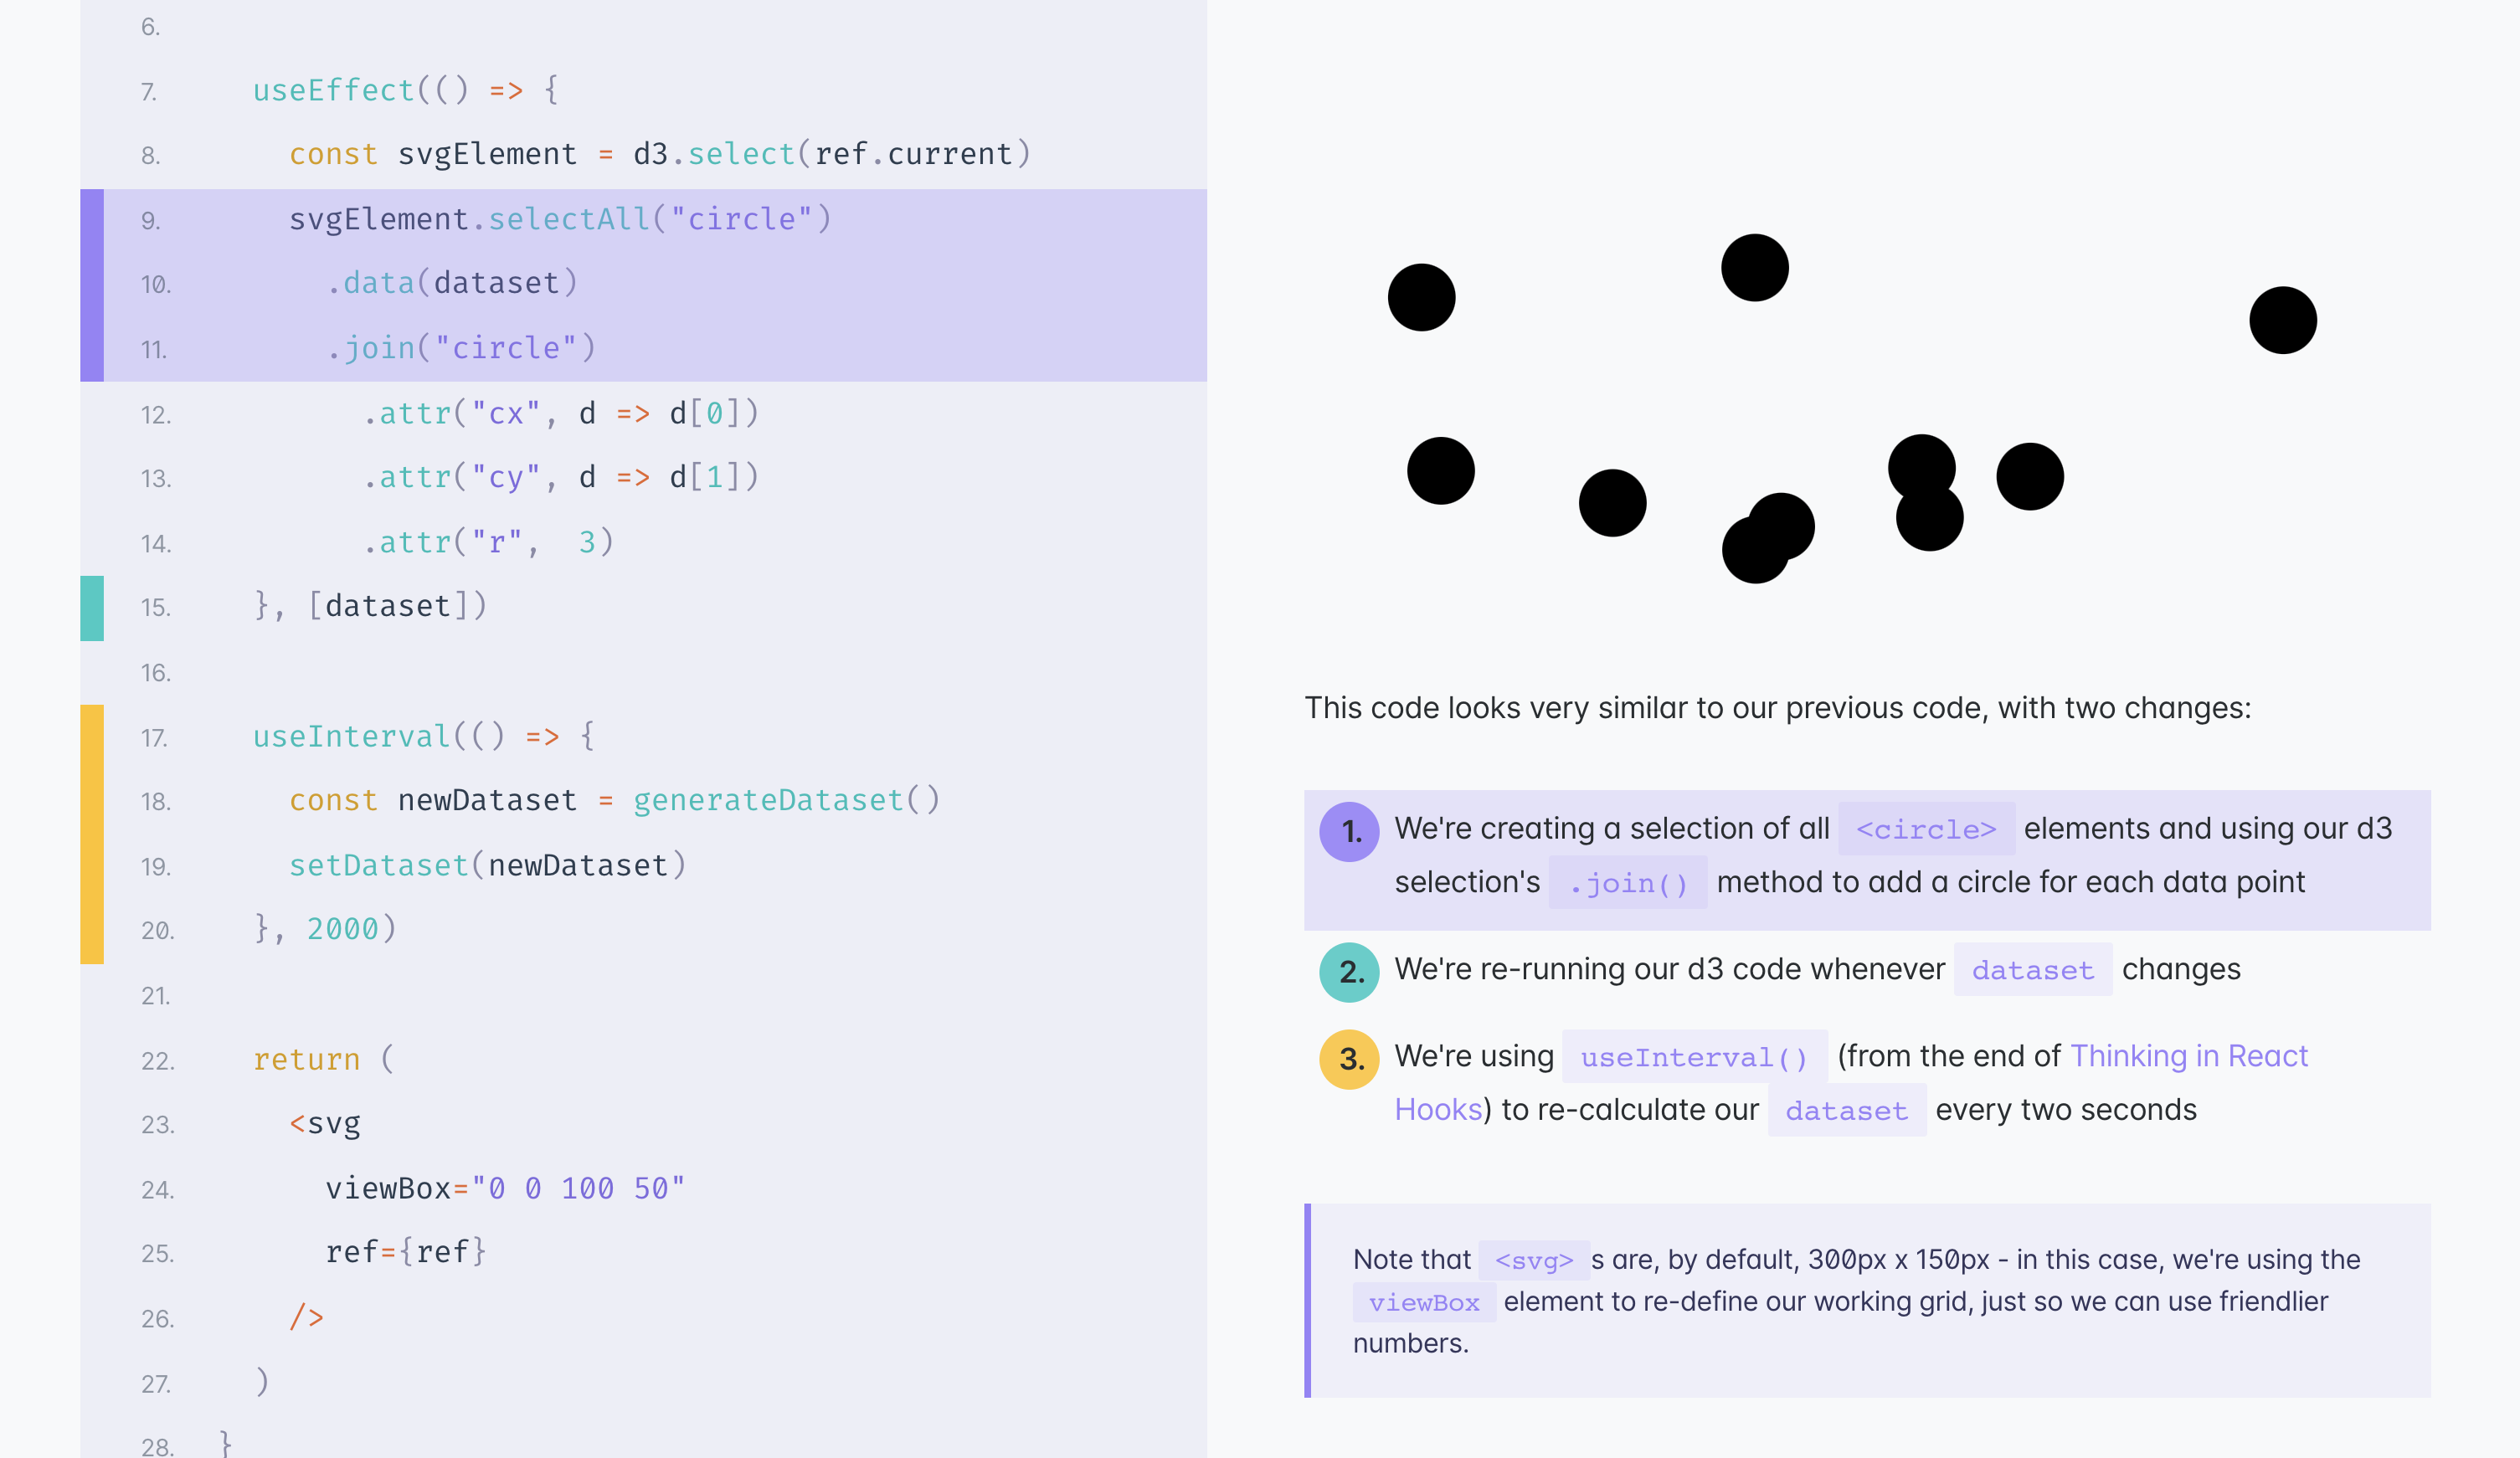 6.
7. useEffect(() => {
8. const svgElement = d3.select(ref.current)
9. svgElement.selectAll("circle")
10. .data(dataset)
11. .join("circle")
12. .attr("cx", d => d[0])
13. .attr("cy", d => d[1])
14. .attr("r",  3)
15. }, [dataset])
16.
17. useInterval(() => {
18. const newDataset = generateDataset()
19. setDataset(newDataset)
20. }, 2000)
21.
22. return (
23. <svg
24. viewBox="0 0 100 50"
25. ref={ref}
26. />
27. )
28. }
This code looks very similar to our previous code, with two changes:
1. We're creating a selection of all <circle> elements and using our d3
selection's .join() method to add a circle for each data point
2. We're re-running our d3 code whenever dataset changes
3. We're using useInterval() (from the end of Thinking in React
Hooks) to re-calculate our dataset every two seconds
Note that <svg> s are, by default, 300px x 150px - in this case, we're using the
viewBox element to re-define our working grid, just so we can use friendlier
numbers.